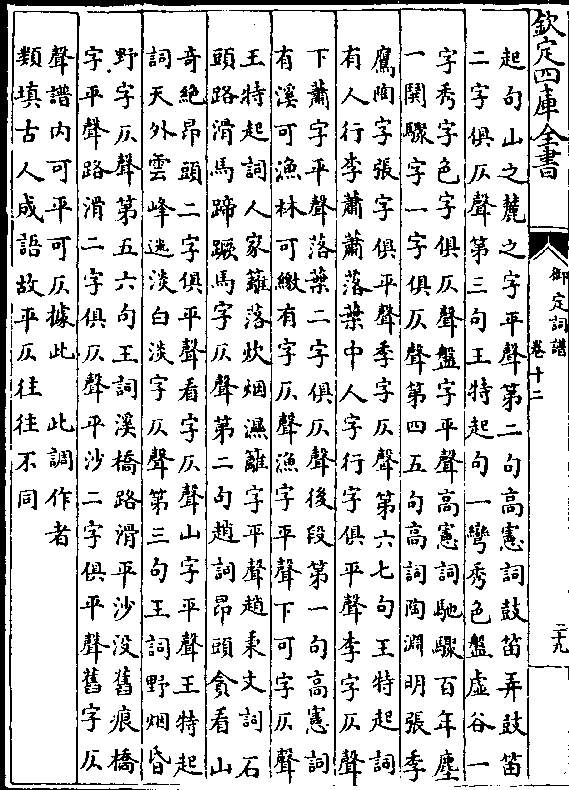 欽定四庫全書
御定詞譜
卷十二
二十九
起句山之麓之字平聲第二句高憲詞鼓笛弄鼓笛
二字俱仄聲第三句王特起句一彎秀色盤虛谷一
字秀字色字俱仄聲盤字平聲高憲詞馳驟百年塵
一閧驟字一字俱仄聲第四五句高詞陶淵明張季
鷹陶字張字俱平聲季字仄聲第六七句王特起詞
有人行李蕭蕭落葉中人字行字俱平聲李字仄聲
下蕭字平聲落葉二字俱仄聲後段第一句高憲詞
有溪可漁林可繳有字仄聲漁字平聲下可字仄聲
王特起詞人家籬落炊烟濕籬字平聲趙秉文詞石
頭路滑馬蹄蹶馬字仄聲第二句趙詞昂頭貪看山
奇絶昂頭二字俱平聲看字仄聲山字平聲王特起
詞天外雲峰迷淡白淡字仄聲第三句王詞野烟昏
野字仄聲第五六句王詞溪橋路滑平沙没舊痕橋
字平聲路滑二字俱仄聲平沙二字俱平聲舊字仄
聲譜内可平可仄據此　此調作者
類填古人成語故平仄往往不同